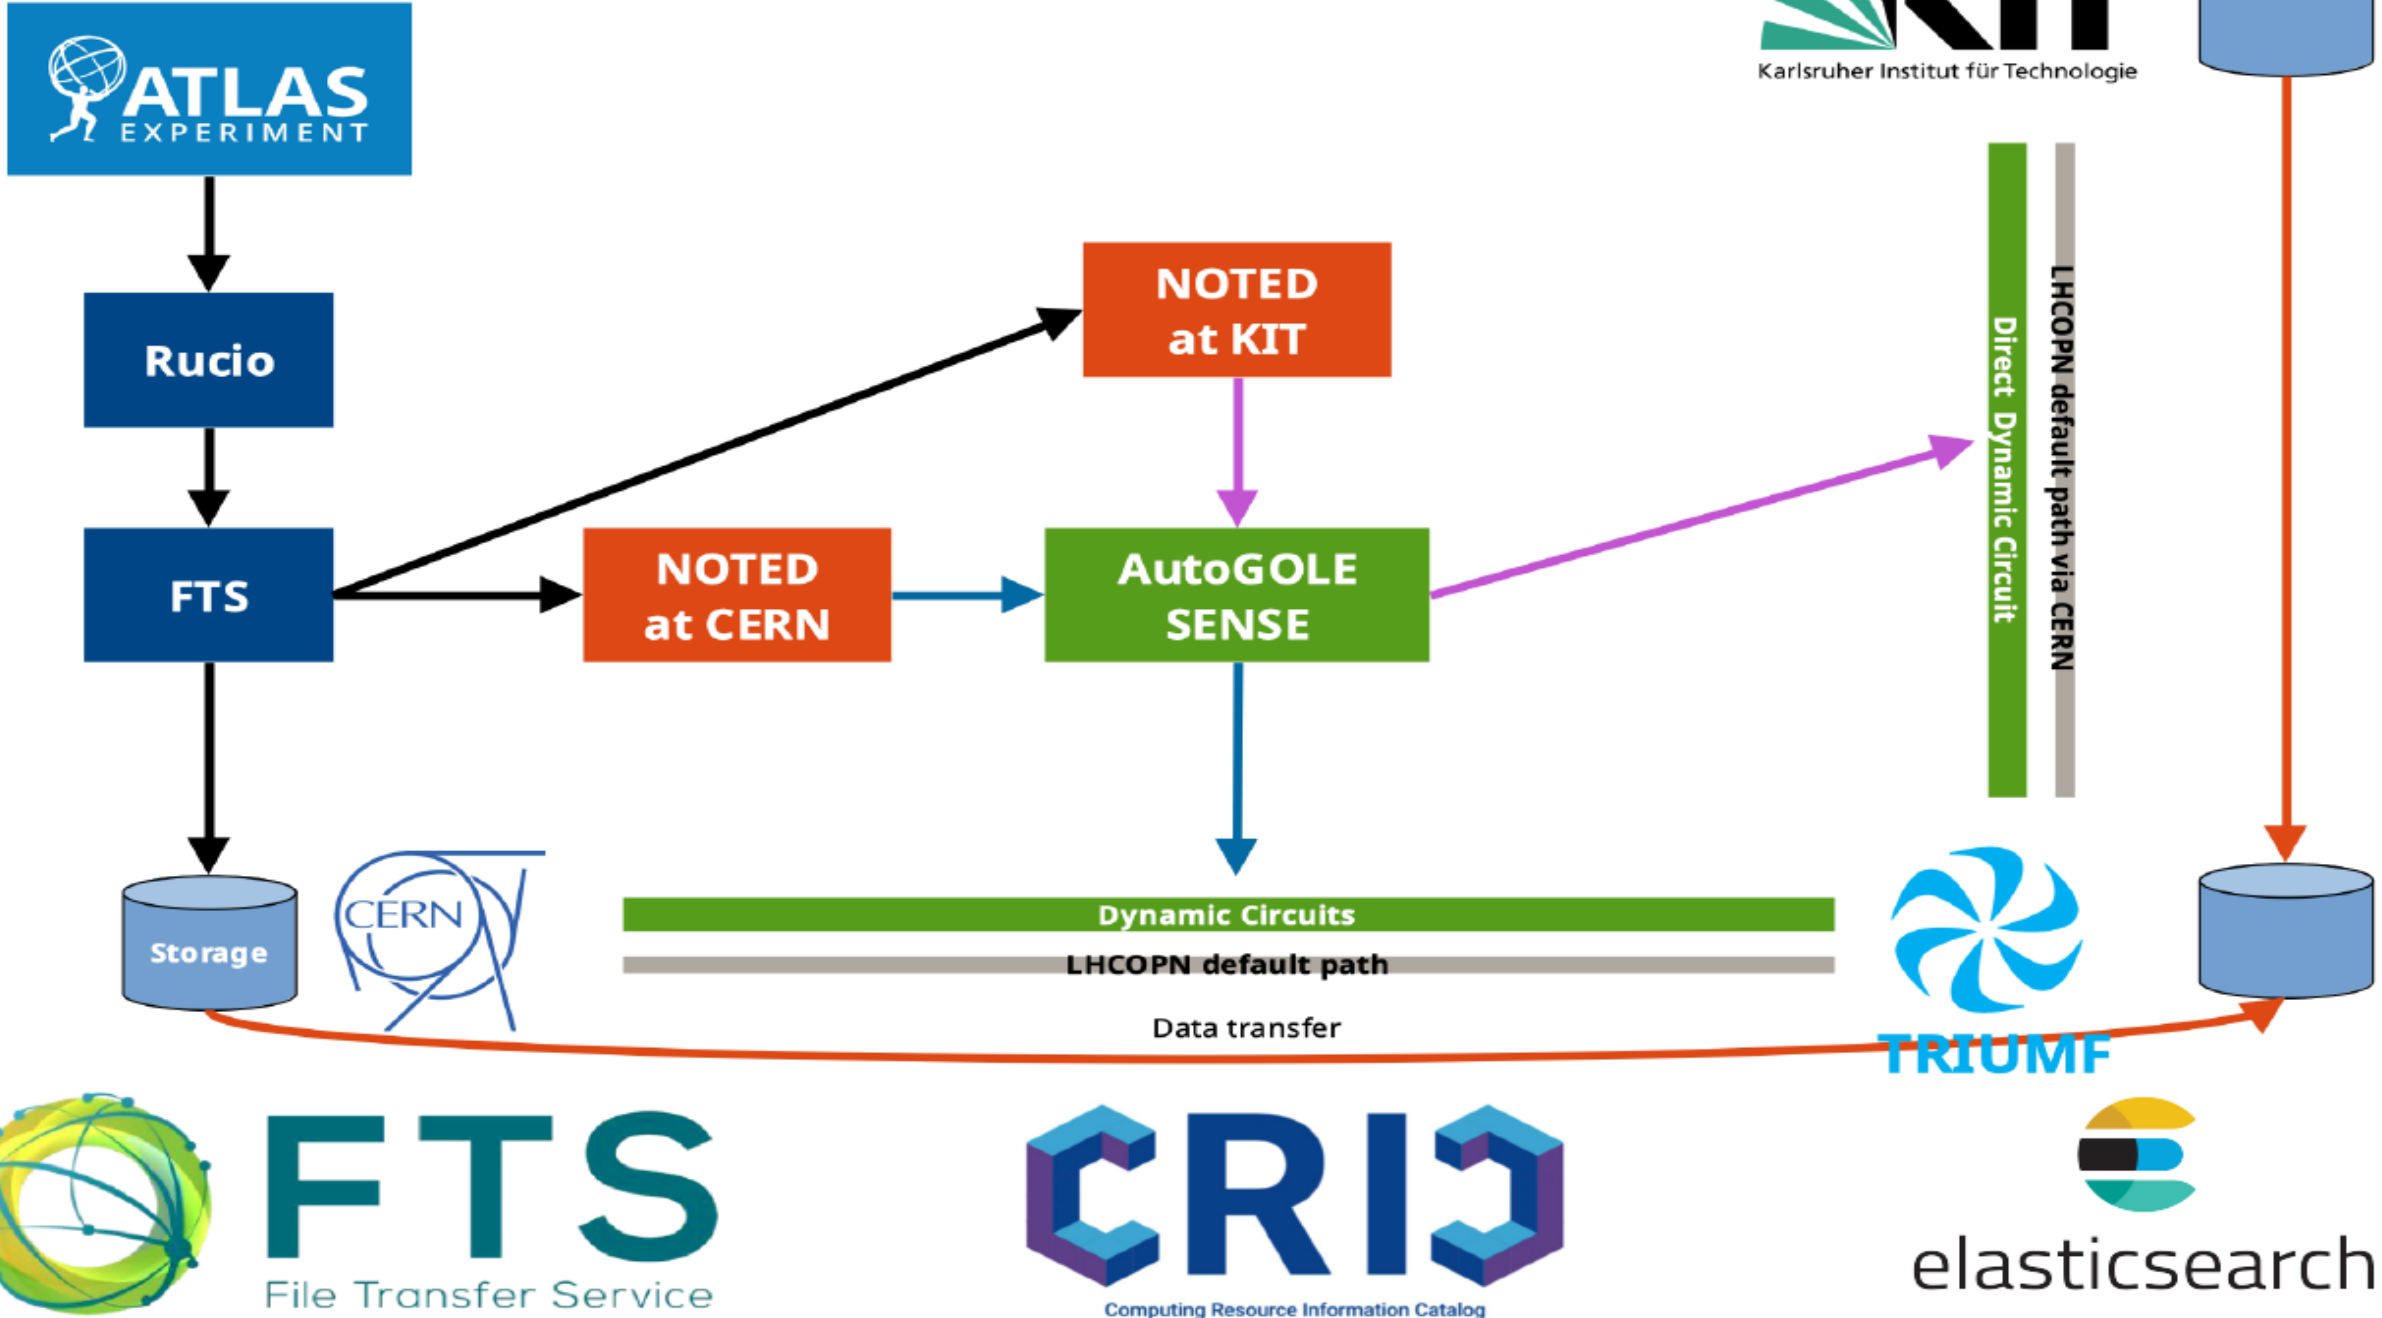 KIT
Karlsruher Institut für Technologie
ATLAS
EXPERIMENT
Rucio
FTS
NOTED
at KIT
NOTED
at CERN
AutoGOLE
SENSE
Direct Dynamic Circuit
LHCOPN default path via CERN
Storage
CERN
Dynamic Circuits
LHCOPN default path
Data transfer
TRIUMF
FTS
File Transfer Service
CRIC
Computing Resource Information Catalog
elasticsearch